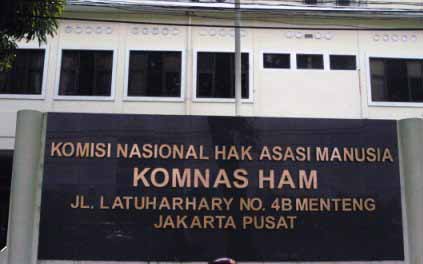 KOMISI NASIONAL HAK ASASI MANUSIA
KOMNAS HAM
JL. LATUHARHARY NO. 4B MENTENG
JAKARTA PUSAT